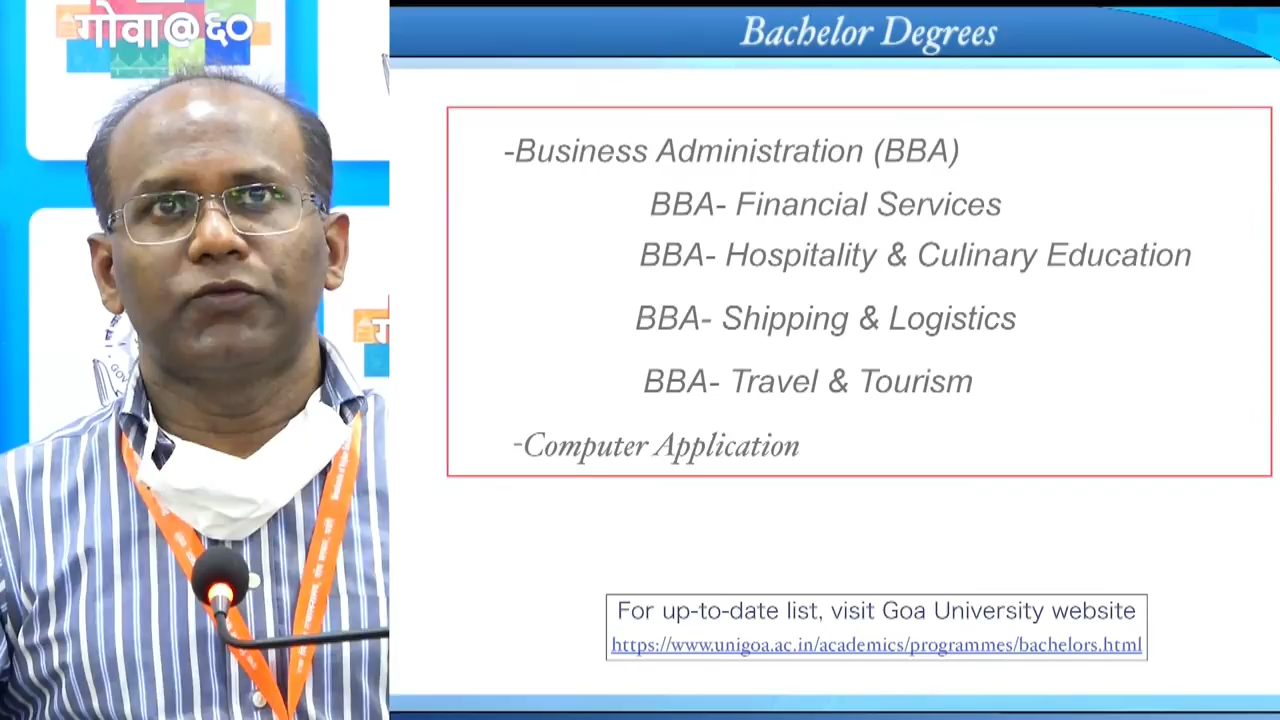 गोवा@६०
GOV
Bachelor Degrees
-Business Administration (BBA)
BBA- Financial Services
BBA- Hospitality & Culinary Education
BBA- Shipping & Logistics
BBA- Travel & Tourism
-Computer Application
For up-to-date list, visit Goa University website
https://www.unigoa.ac.in/academics/programmes/bachelors.html